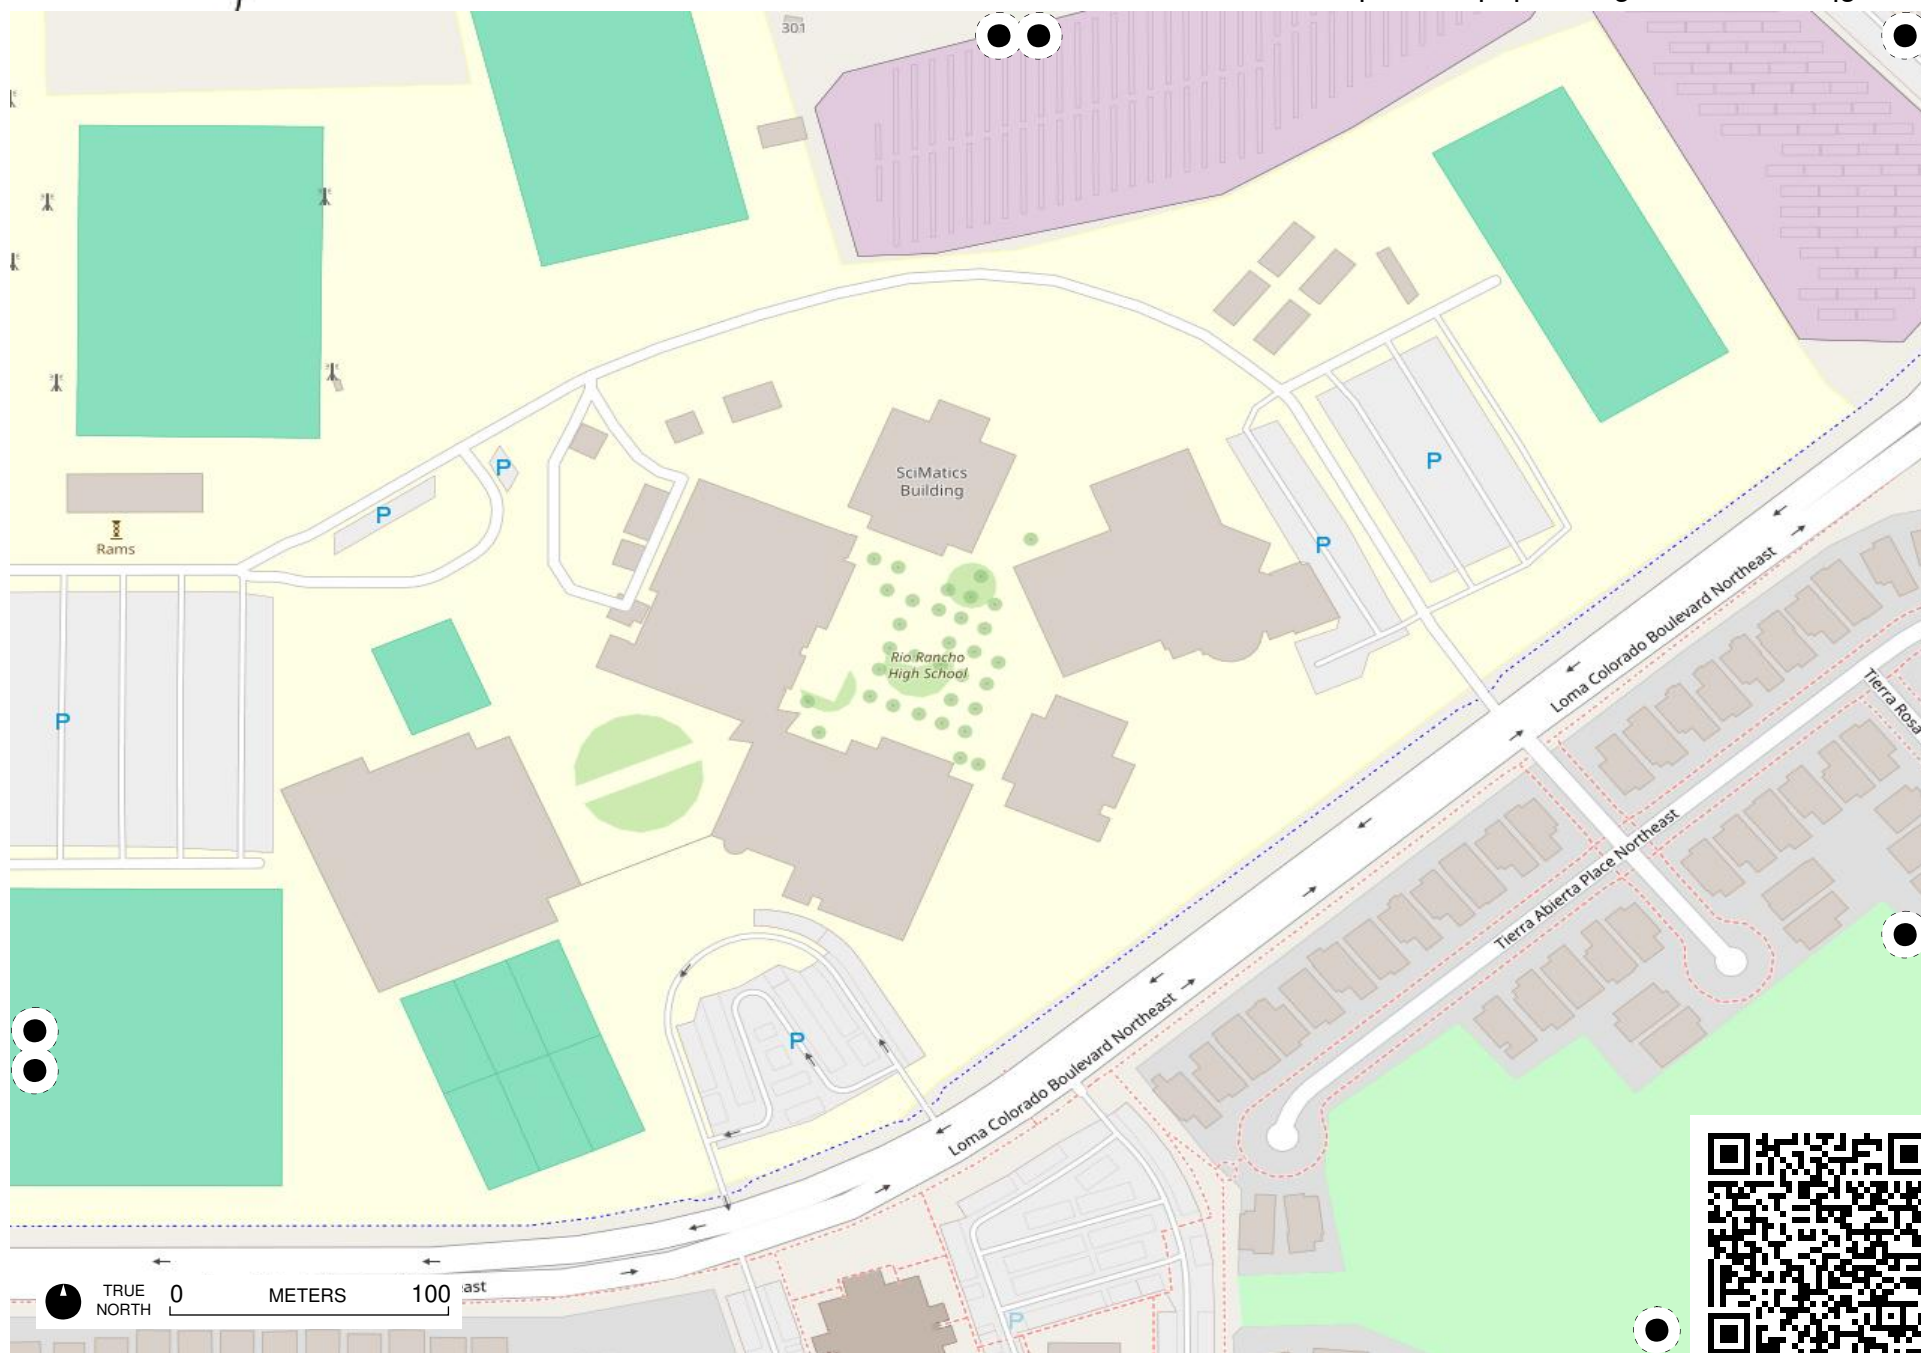 301
SciMatics
Building
P
P
P
P
Rams
Rio Rancho
High School
P
P
Loma Colorado Boulevard Northeast
Tierra Rosa
Tierra Abierta Place Northeast
Loma Colorado Boulevard Northeast
P
TRUE
NORTH
0
METERS
100
east